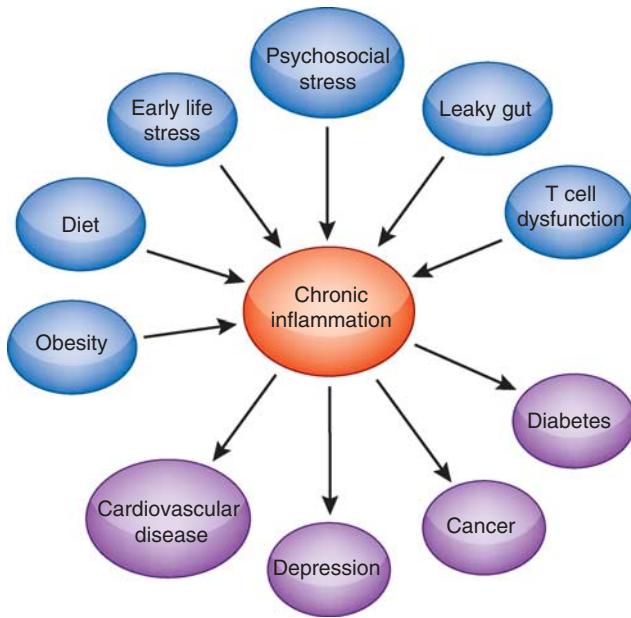 Psychosocial
stress
Early life
stress
Leaky gut
T cell
dysfunction
Diet
Chronic
inflammation
Obesity
Diabetes
Cardiovascular
disease
Cancer
Depression